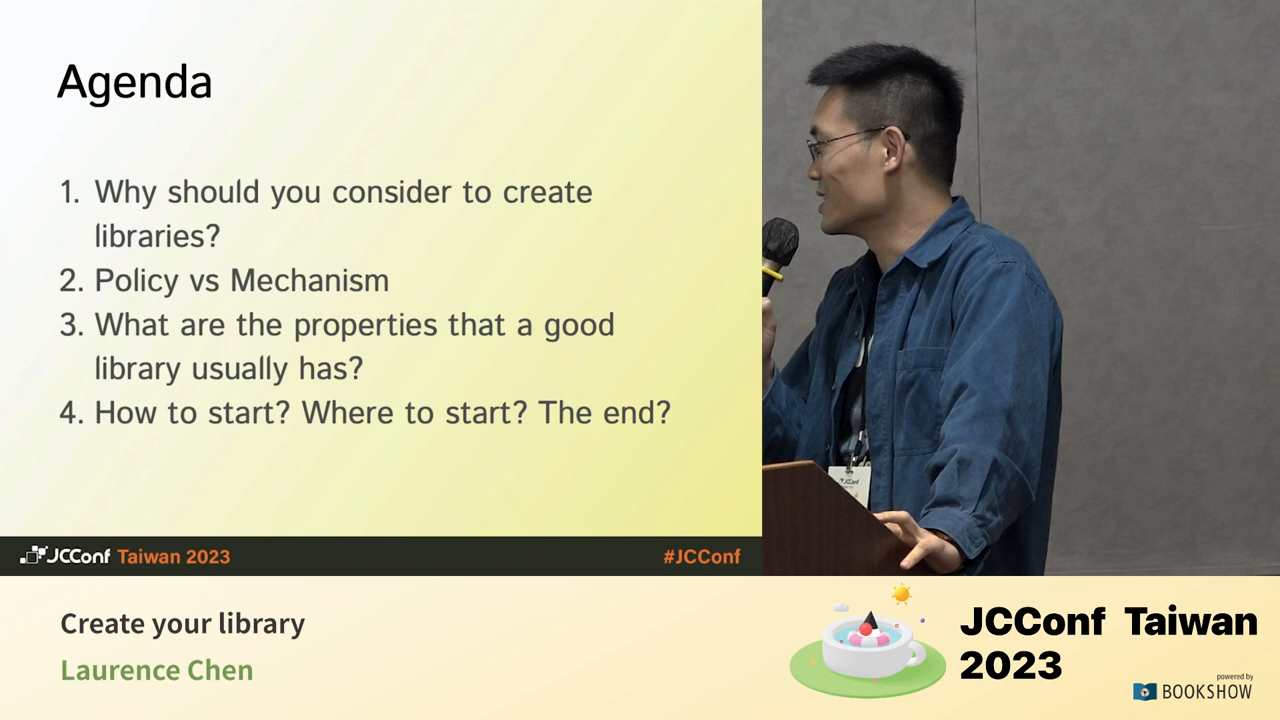 Agenda
1. Why should you consider to create
libraries?
2. Policy vs Mechanism
3. What are the properties that a good
library usually has?
4. How to start? Where to start? The end?
JCConf Taiwan 2023
#JCConf
JCConf
Create your library
Laurence Chen
JCConf Taiwan
2023
powered by
BOOKSHOW